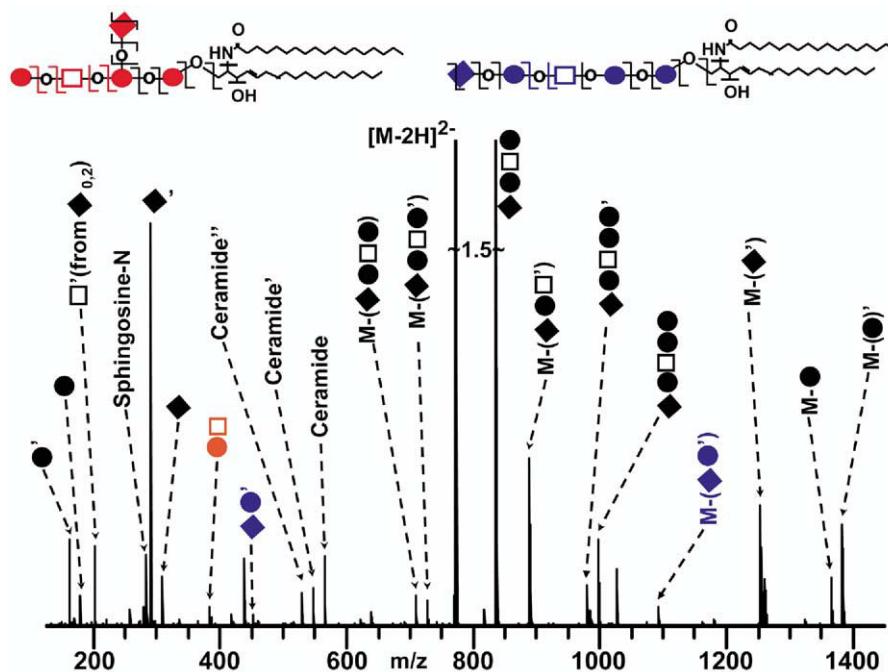 O
O
HN
O
O
O
O
OH
O
HN
O
O
O
O
O
OH
[M-2H]2-
~1.5~
'
'(from 0,2)
Sphingosine-N
'
Ceramide''
Ceramide'
Ceramide
'
M-( )
M-( ')
M-( ')
'
M-( ')
M-( ')
M-
M-( )''
200
400
600
m/z
800
1000
1200
1400